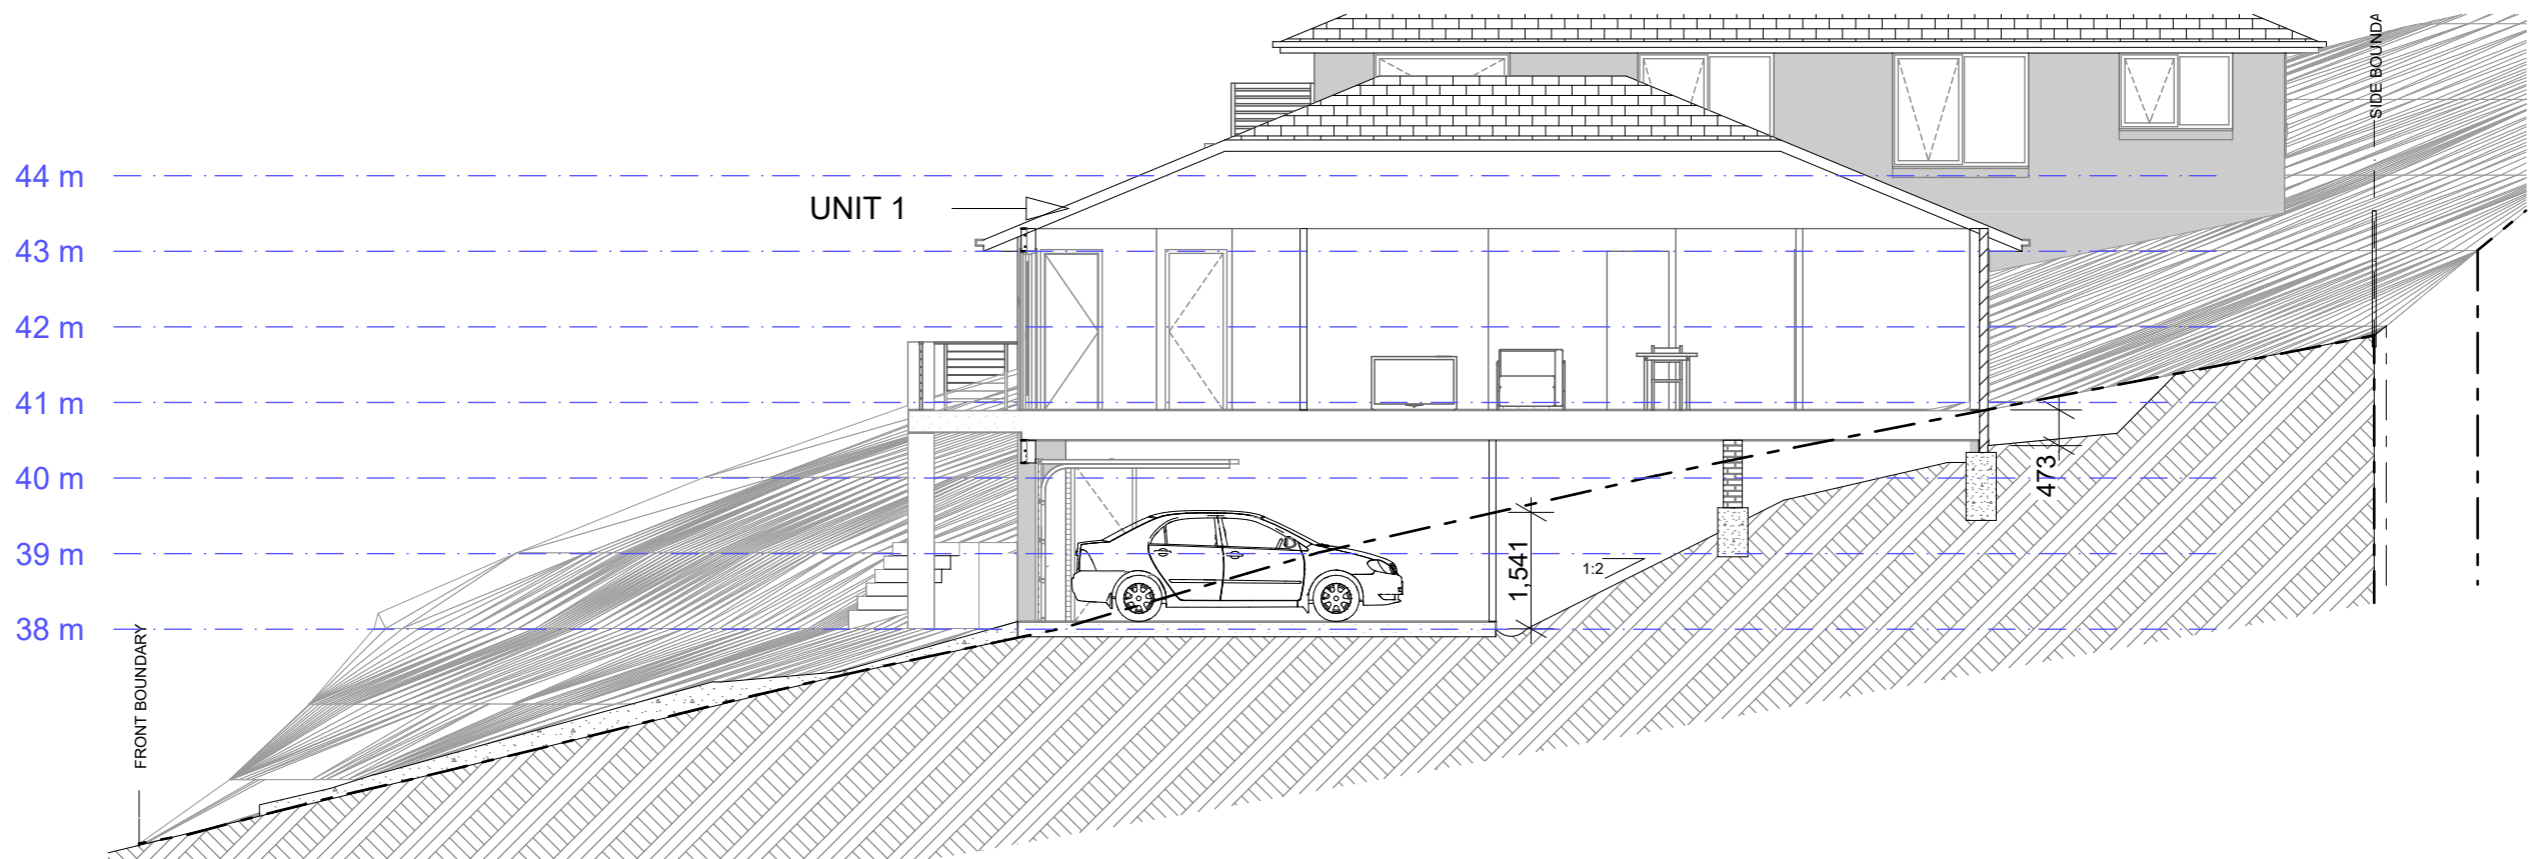 SIDE BOUNDA
44 m
UNIT 1
43 m
42 m
41 m
473
40 m
39 m
1,541
1:2
38 m
FRONT BOUNDARY